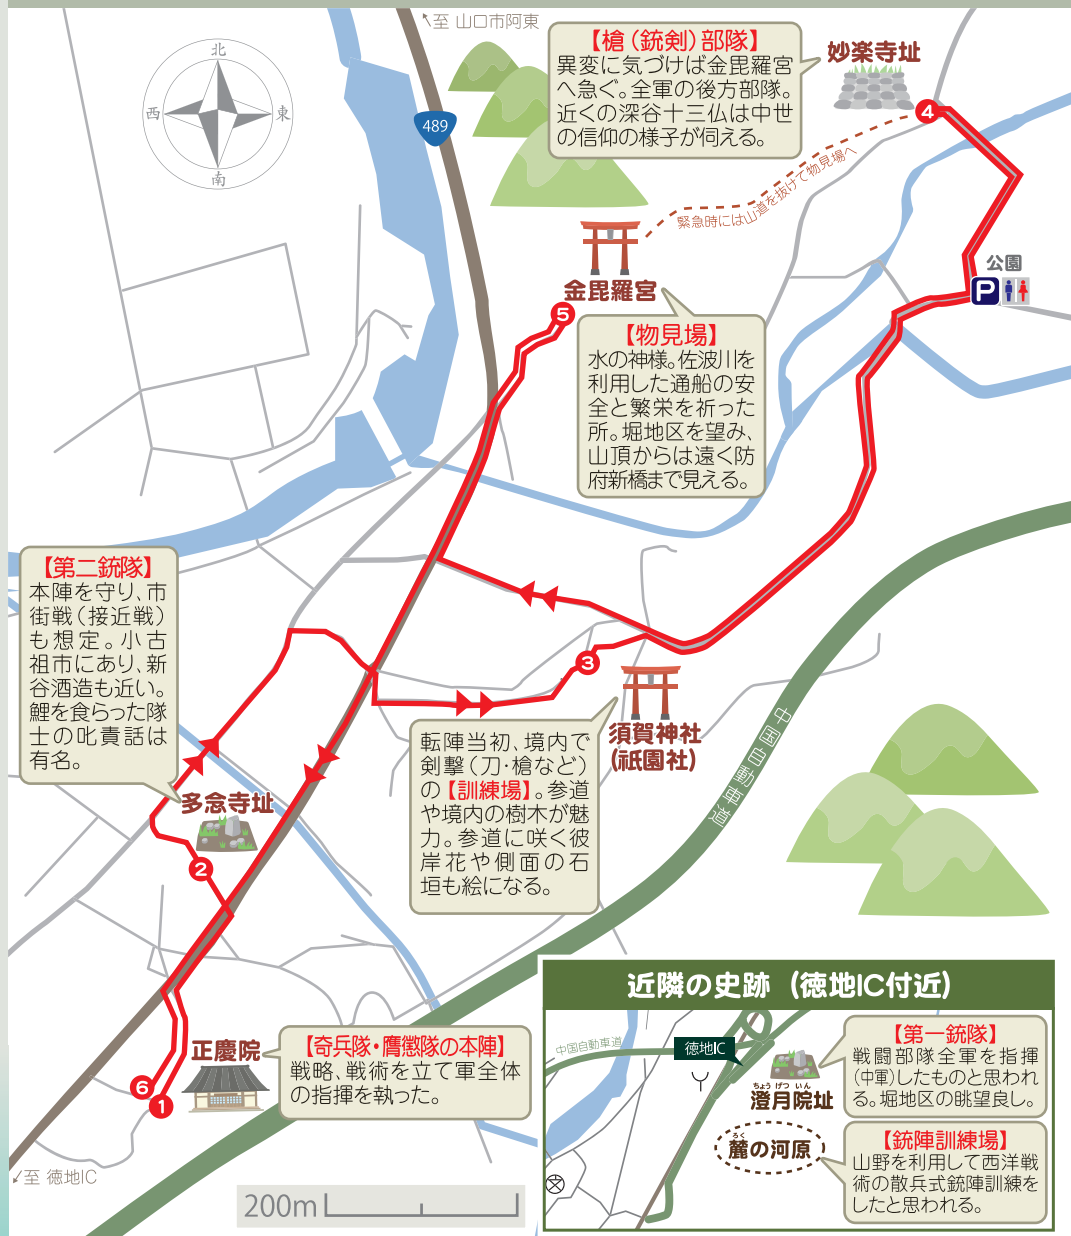 至 山口市阿東
北
西
東
南
489
【槍（銃剣）部隊】
異変に気づけば金毘羅宮
へ急ぐ。全軍の後方部隊。
近くの深谷十三仏は中世
の信仰の様子が伺える。
妙楽寺址
4
緊急時には山道を抜けて物見場へ
公園
P
金毘羅宮
5
【物見場】
水の神様。佐波川を
利用した通船の安
全と繁栄を祈った
所。堀地区を望み、
山頂からは遠く防
府新橋まで見える。
【第二銃隊】
本陣を守り、市
街戦（接近戦）
も想定。小古
祖市にあり、新
谷酒造も近い。
鯉を食らった隊
士の叱責話は
有名。
多念寺址
2
3
須賀神社
(祇園社)
転陣当初、境内で
剣撃（刀・槍など）
の【訓練場】。参道
や境内の樹木が魅
力。参道に咲く彼
岸花や側面の石
垣も絵になる。
中国自動車道
正慶院
6
1
【奇兵隊・鷹懲隊の本陣】
戦略、戦術を立て軍全体
の指揮を執った。
至 徳地IC
200m
近隣の史跡（徳地IC付近）
中国自動車道
徳地IC
【第一銃隊】
戦闘部隊全軍を指揮
（中軍）したものと思われ
る。堀地区の眺望良し。
ちょう げつ いん
澄月院址
ろく
麓の河原
【銃陣訓練場】
山野を利用して西洋戦
術の散兵式銃陣訓練を
したと思われる。